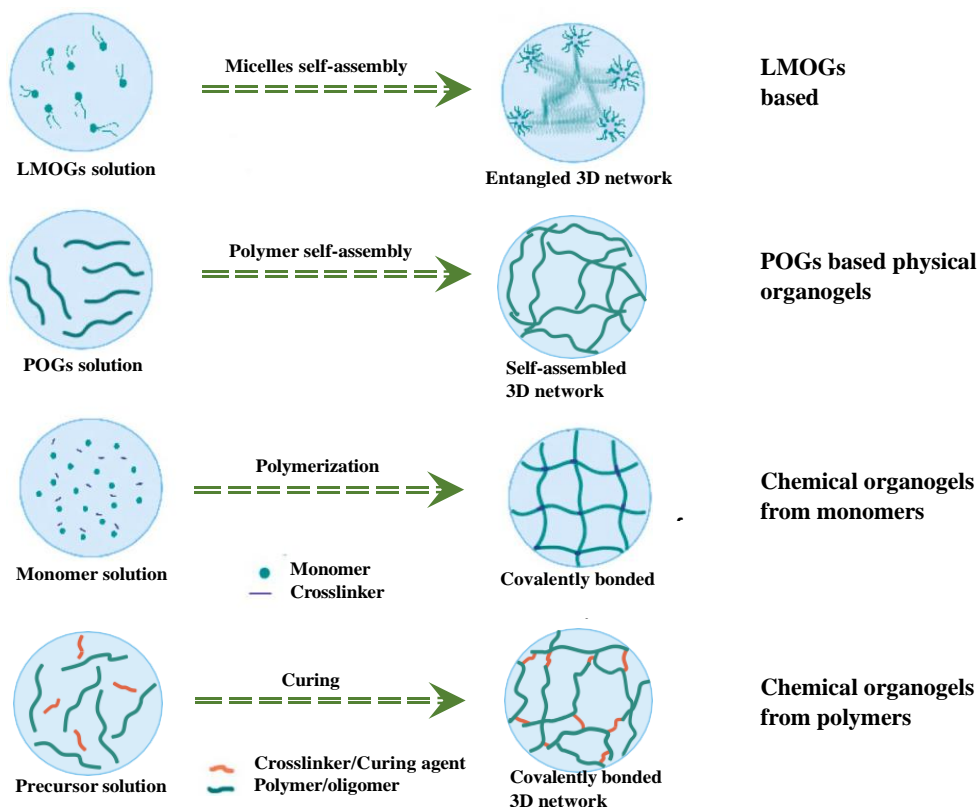 Micelles self-assembly
LMOGs
based
LMOGs solution
Entangled 3D network
Polymer self-assembly
POGs based physical
organogels
POGs solution
Self-assembled
3D network
Polymerization
Chemical organogels
from monomers
Monomer solution
Monomer
Crosslinker
Covalently bonded
Curing
Chemical organogels
from polymers
Precursor solution
Crosslinker/Curing agent
Polymer/oligomer
Covalently bonded
3D network